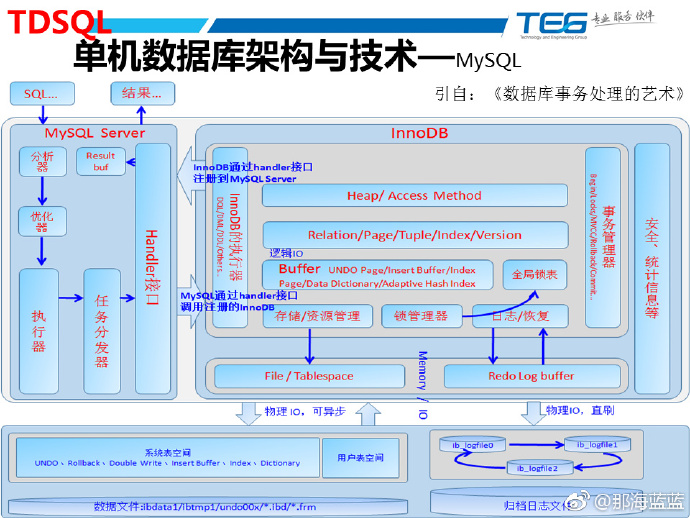 TDSQL
TEG 专业 服务 伙伴
Technology and Engineering Group
单机数据库架构与技术—MySQL
引自：《数据库事务处理的艺术》
SQL...
结果...
MySQL Server
分析器
Result buf
优化器
执行器
任务分发器
Handler接口
InnoDB通过handler接口
注册到MySQL Server
MySQL通过handler接口
调用注册的InnoDB
InnoDB
InnoDB的执行器
DQL/DML/DDL/Others...
Heap/ Access Method
Relation/Page/Tuple/Index/Version
逻辑IO
Buffer UNDO Page/Insert Buffer/Index
Page/Data Dictionary/Adaptive Hash Index
全局锁表
存储/资源管理
锁管理器
日志/恢复
事务管理器
Begin/Locks/MVCC/Rollback/Commit...
安全、统计信息等
File / Tablespace
Memory / IO
Redo Log buffer
物理 IO，可异步
物理IO，直刷
系统表空间
UNDO、Rollback、Double Write、Insert Buffer、Index、Dictionary
用户表空间
ib_logfile0
ib_logfile1
ib_logfile2
数据文件:ibdata1/ibtmp1/undo00x/*.ibd/*.frm
归档日志文件
@那海蓝蓝